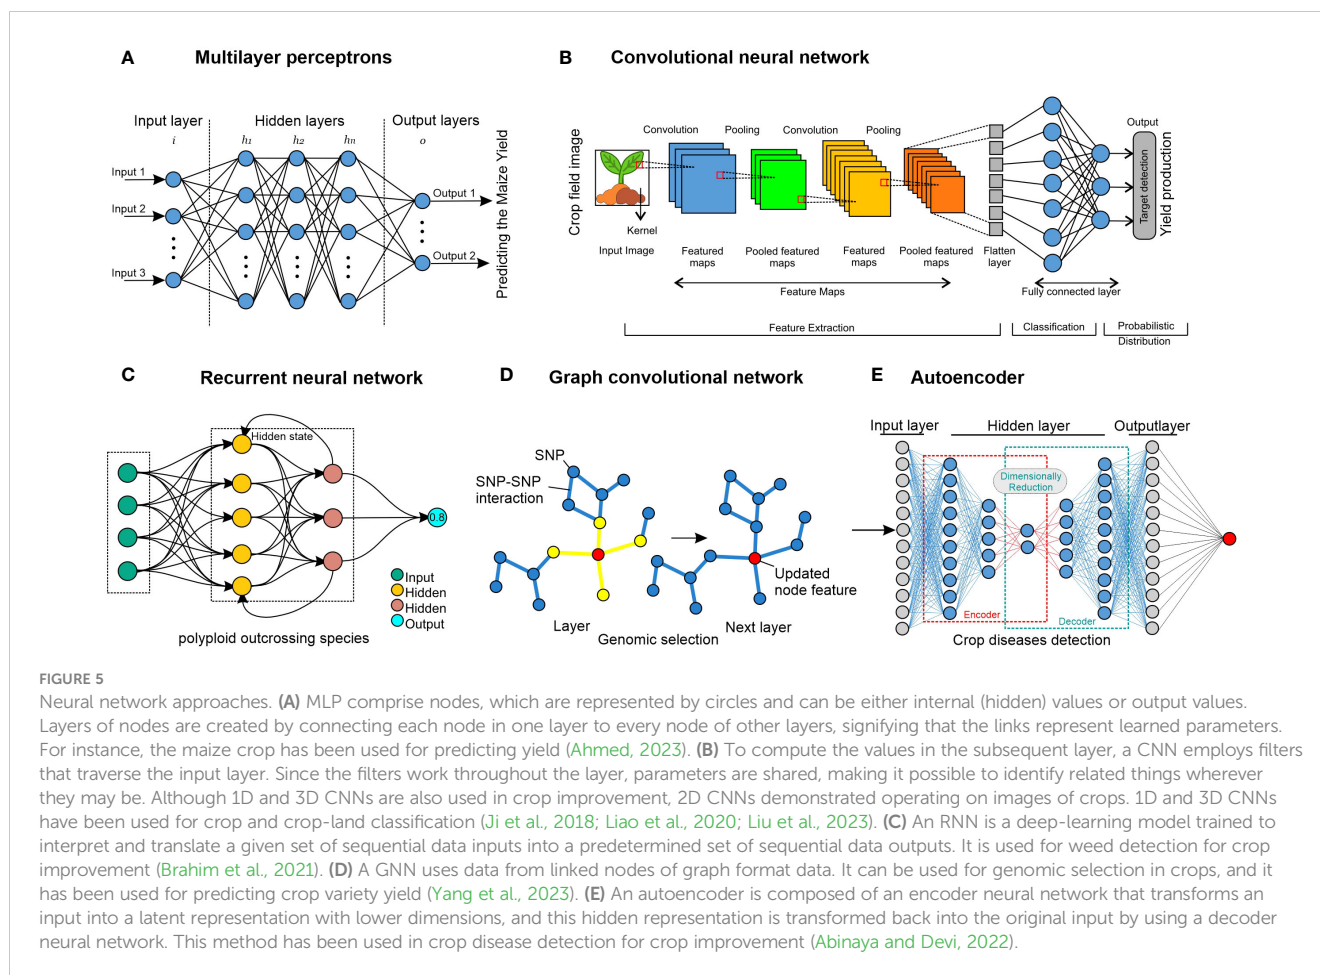 A Multilayer perceptrons
Input layer Hidden layers Output layers
i h1 h2 hn o
Input 1
Input 2
Input 3
Output 1
Output 2
Predicting the Maize Yield
B Convolutional neural network
Crop field image
Convolution Pooling Convolution Pooling
Kernel
Input Image
Featured maps
Pooled featured maps
Featured maps
Pooled featured maps
Flatten layer
Output
Target detection
Yield production
Feature Maps
Fully connected layer
Feature Extraction
Classification
Probabilistic Distribution
C Recurrent neural network
Hidden state
0.8
Input
Hidden
Hidden
Output
polyploid outcrossing species
D Graph convolutional network
SNP
SNP-SNP
interaction
Updated
node feature
Layer
Genomic selection
Next layer
E Autoencoder
Input layer Hidden layer Outputlayer
Dimensionally
Reduction
Encoder
Decoder
Crop diseases detection
FIGURE 5
Neural network approaches. (A) MLP comprise nodes, which are represented by circles and can be either internal (hidden) values or output values.
Layers of nodes are created by connecting each node in one layer to every node of other layers, signifying that the links represent learned parameters.
For instance, the maize crop has been used for predicting yield (Ahmed, 2023). (B) To compute the values in the subsequent layer, a CNN employs filters
that traverse the input layer. Since the filters work throughout the layer, parameters are shared, making it possible to identify related things wherever
they may be. Although 1D and 3D CNNs are also used in crop improvement, 2D CNNs demonstrated operating on images of crops. 1D and 3D CNNs
have been used for crop and crop-land classification (Ji et al., 2018; Liao et al., 2020; Liu et al., 2023). (C) An RNN is a deep-learning model trained to
interpret and translate a given set of sequential data inputs into a predetermined set of sequential data outputs. It is used for weed detection for crop
improvement (Brahim et al., 2021). (D) A GNN uses data from linked nodes of graph format data. It can be used for genomic selection in crops, and it
has been used for predicting crop variety yield (Yang et al., 2023). (E) An autoencoder is composed of an encoder neural network that transforms an
input into a latent representation with lower dimensions, and this hidden representation is transformed back into the original input by using a decoder
neural network. This method has been used in crop disease detection for crop improvement (Abinaya and Devi, 2022).